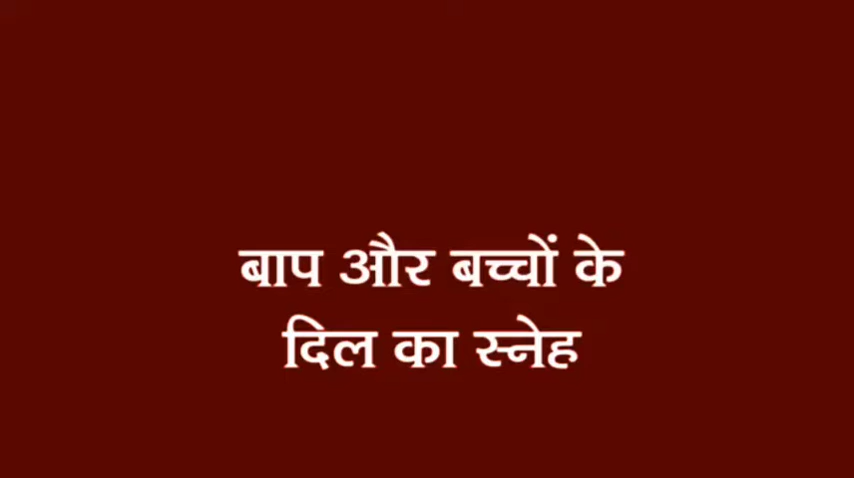 बाप और बच्चों के
दिल का स्नेह